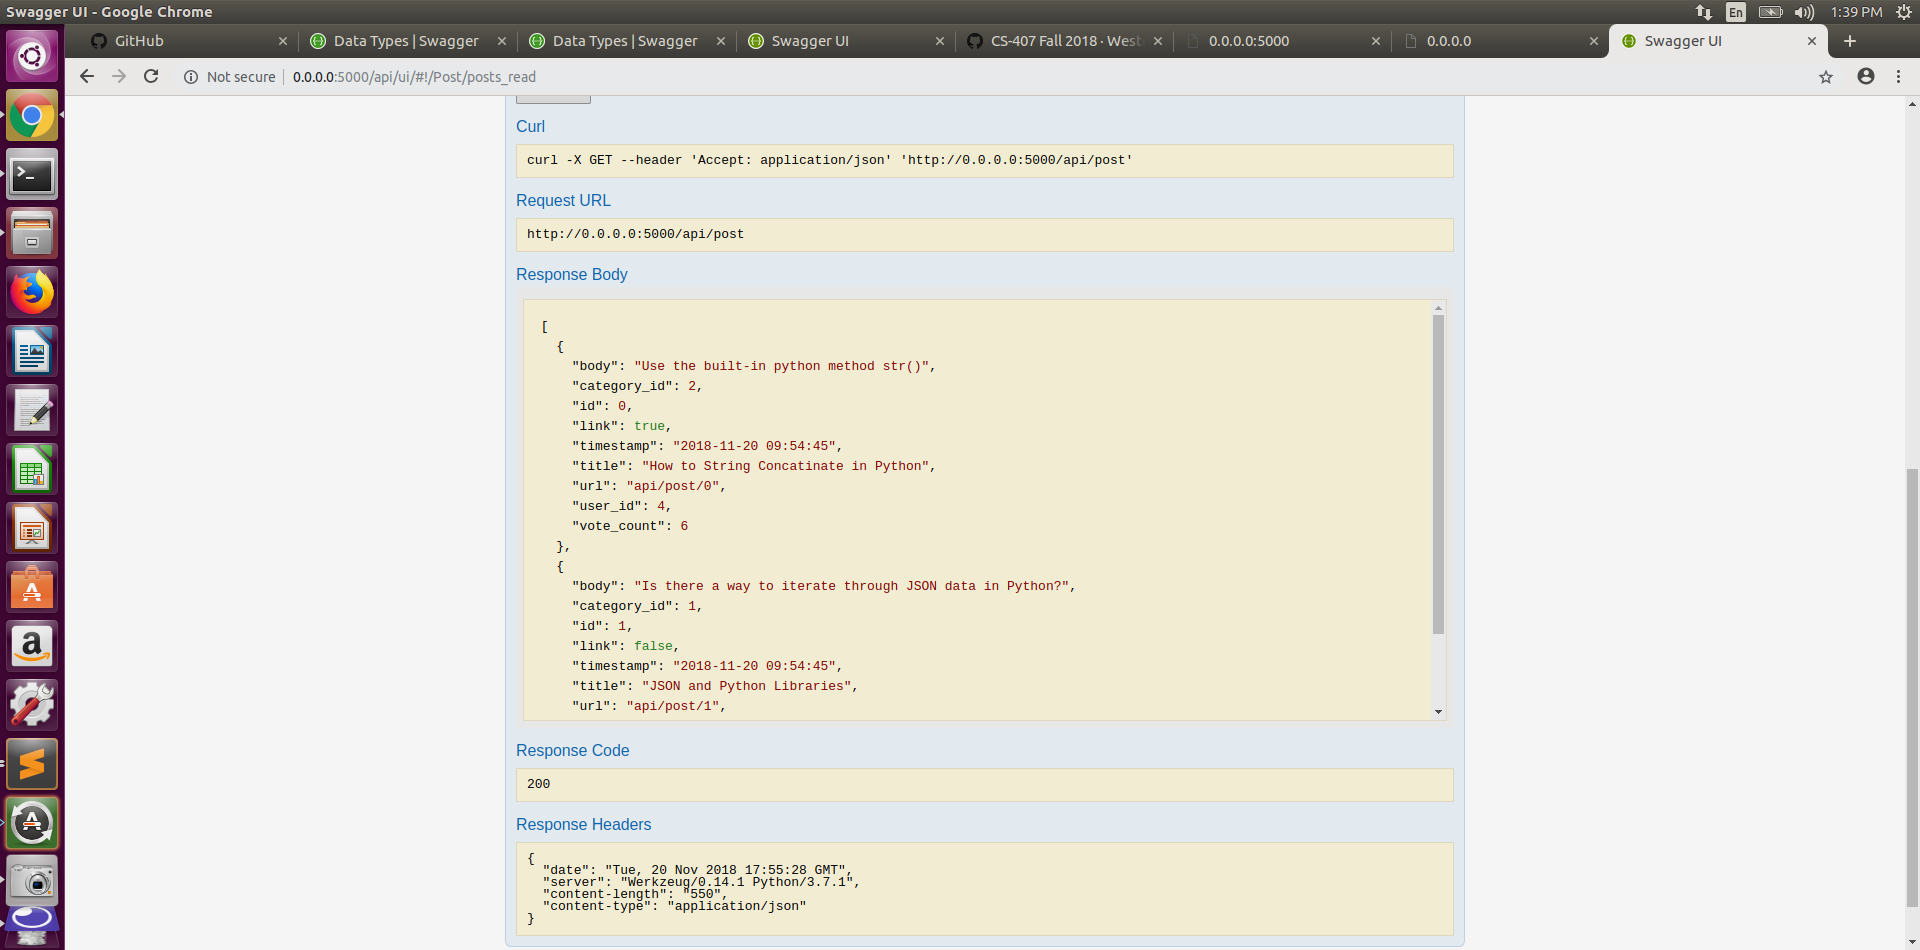 Swagger UI - Google Chrome
En
1:39 PM
GitHub
Data Types | Swagger
Data Types | Swagger
Swagger UI
CS-407 Fall 2018 · West
0.0.0.0:5000
0.0.0.0
Swagger UI
Not secure
0.0.0.0:5000/api/ui/#!/Post/posts_read
Curl
curl -X GET --header 'Accept: application/json' 'http://0.0.0.0:5000/api/post'
Request URL
http://0.0.0.0:5000/api/post
Response Body
[
{
"body": "Use the built-in python method str()",
"category_id": 2,
"id": 0,
"link": true,
"timestamp": "2018-11-20 09:54:45",
"title": "How to String Concatinate in Python",
"url": "api/post/0",
"user_id": 4,
"vote_count": 6
},
{
"body": "Is there a way to iterate through JSON data in Python?",
"category_id": 1,
"id": 1,
"link": false,
"timestamp": "2018-11-20 09:54:45",
"title": "JSON and Python Libraries",
"url": "api/post/1",
Response Code
200
Response Headers
{
"date": "Tue, 20 Nov 2018 17:55:28 GMT",
"server": "Werkzeug/0.14.1 Python/3.7.1",
"content-length": "550",
"content-type": "application/json"
}